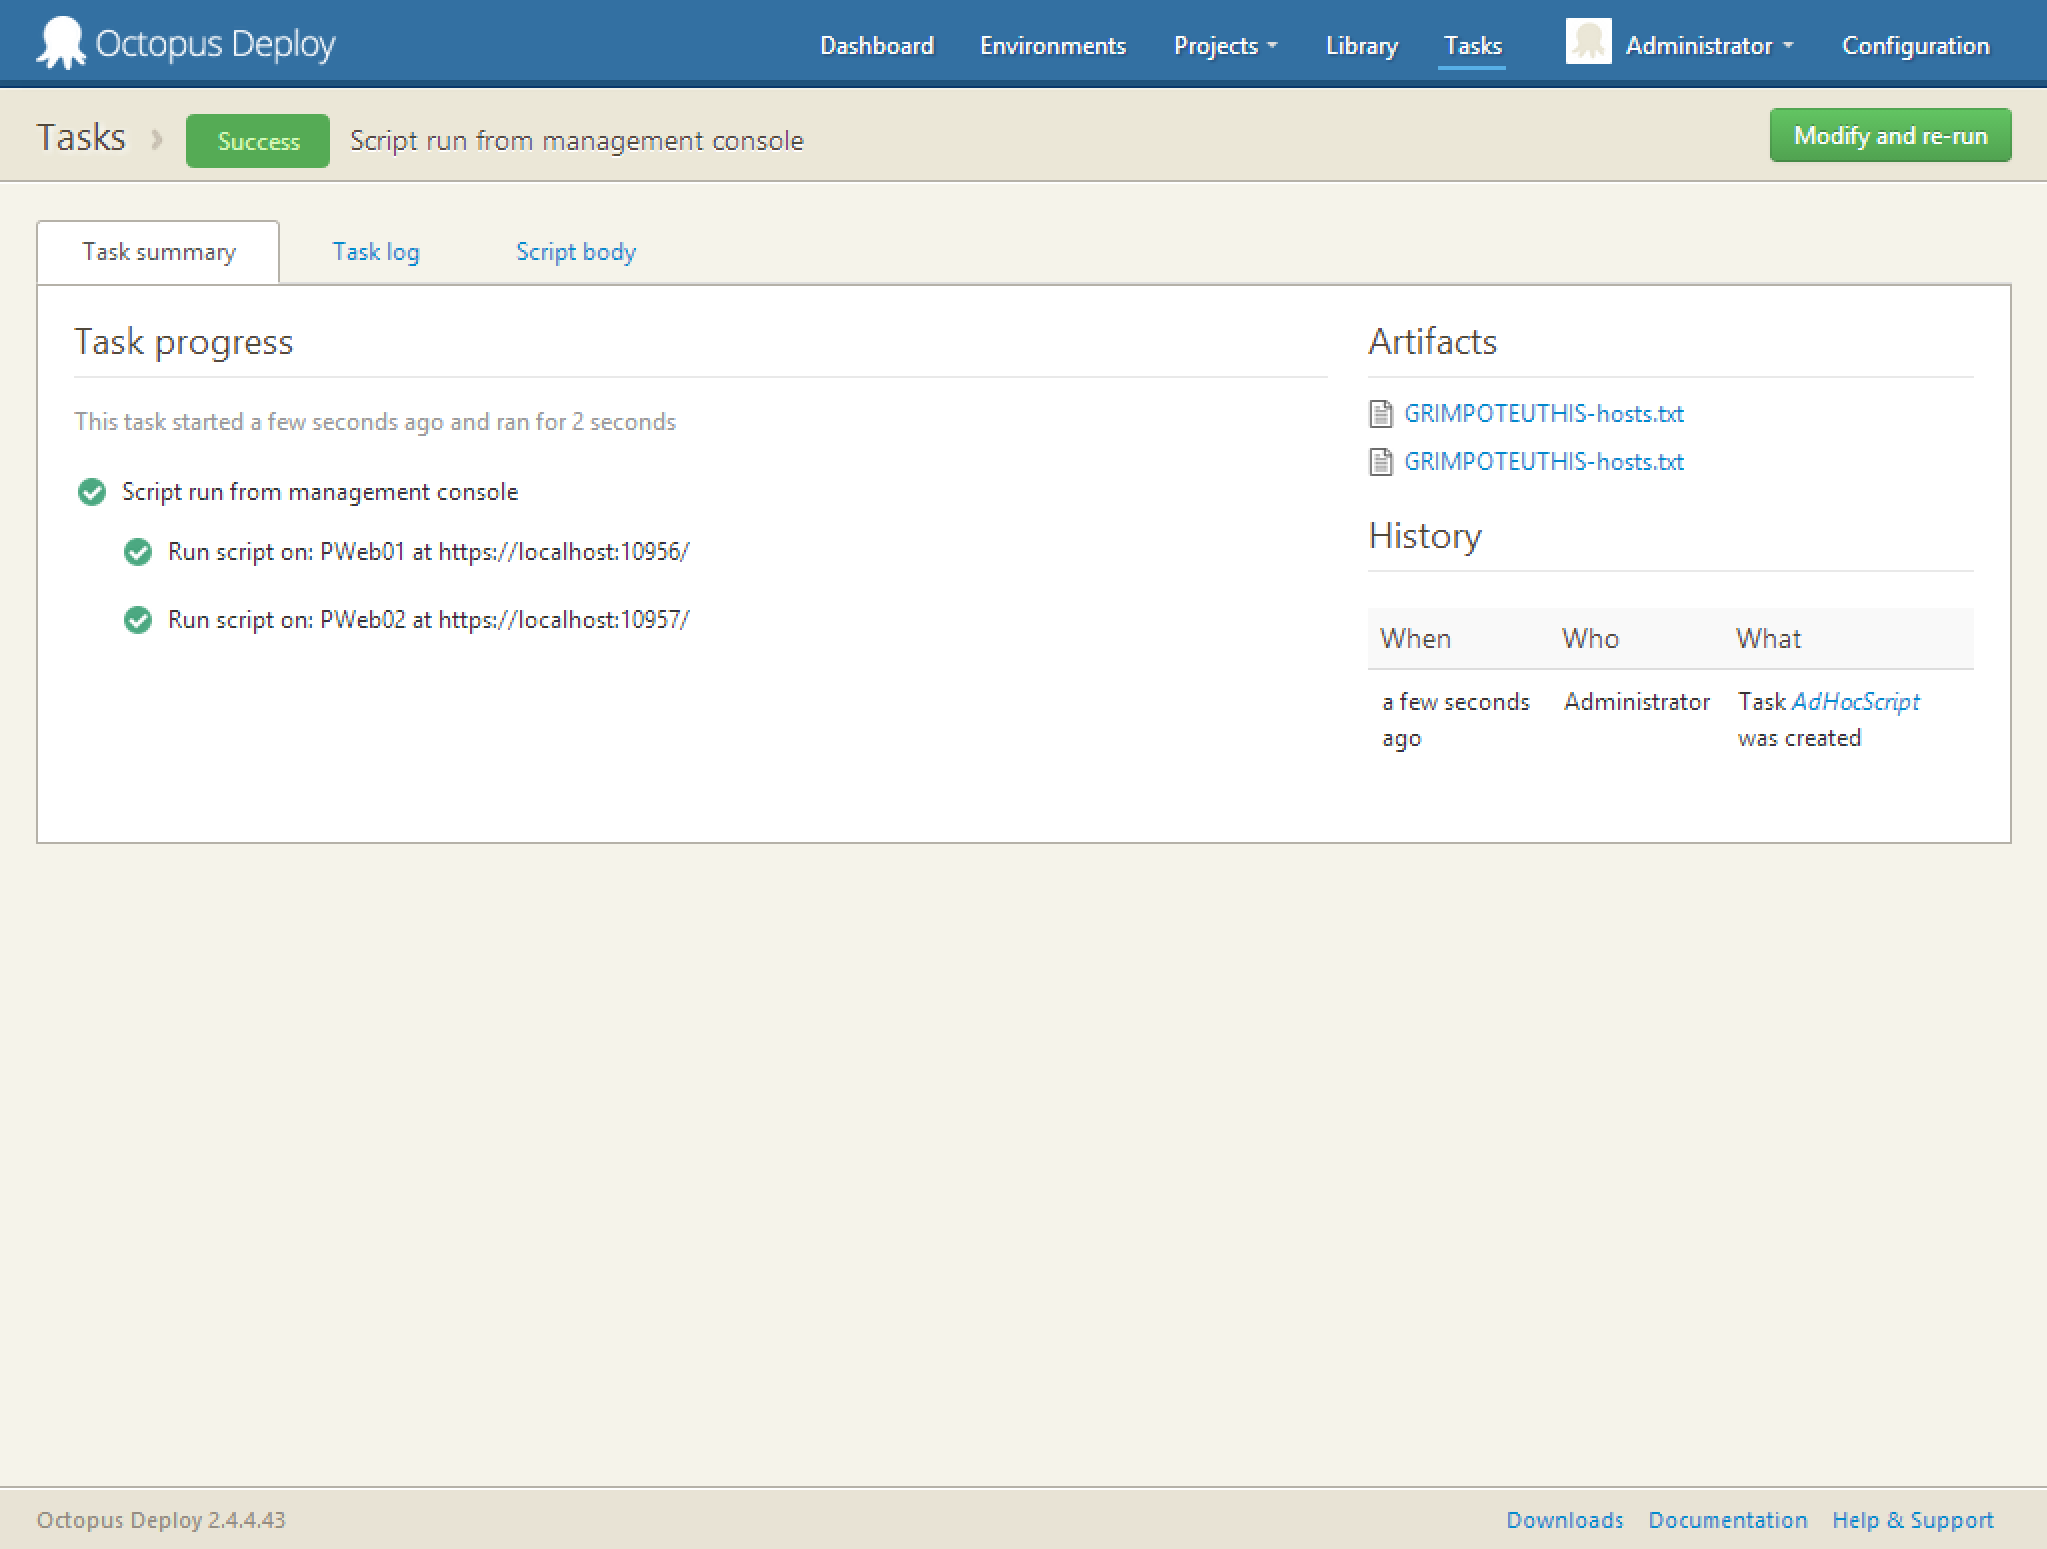 Octopus Deploy
Dashboard Environments Projects Library Tasks Administrator Configuration
Tasks Success Script run from management console Modify and re-run
Task summary Task log Script body
Task progress
This task started a few seconds ago and ran for 2 seconds
Script run from management console
Run script on: PWeb01 at https://localhost:10956/
Run script on: PWeb02 at https://localhost:10957/
Artifacts
GRIMPOTEUTHIS-hosts.txt
GRIMPOTEUTHIS-hosts.txt
History
When Who What
a few seconds ago Administrator Task AdHocScript was created
Octopus Deploy 2.4.4.43 Downloads Documentation Help & Support